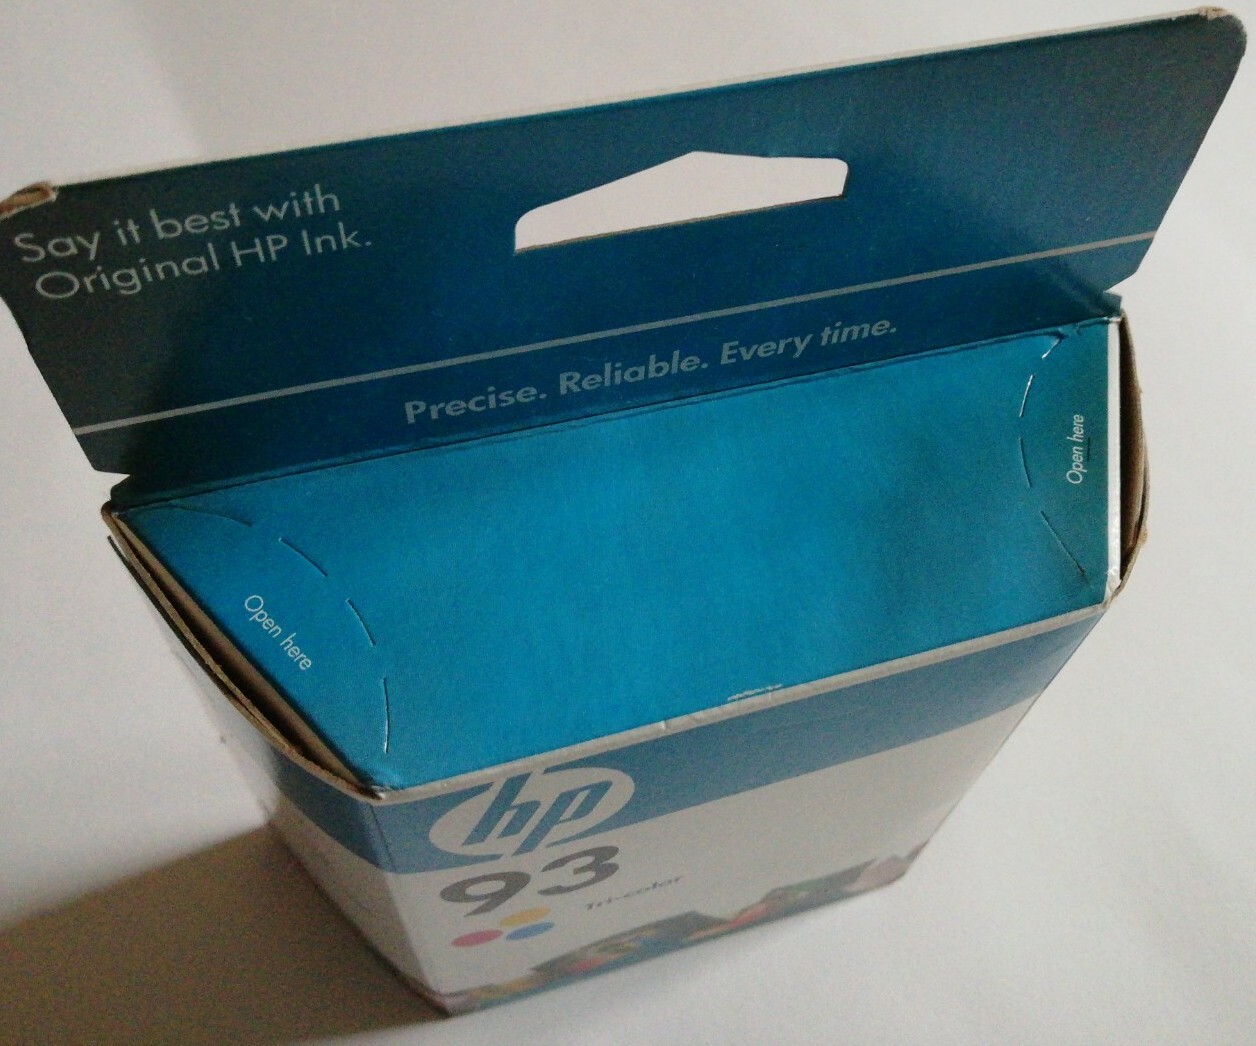 Say it best with
Original HP Ink.
Precise. Reliable. Every time.
Open here
Open here
hp
93
Tri-color